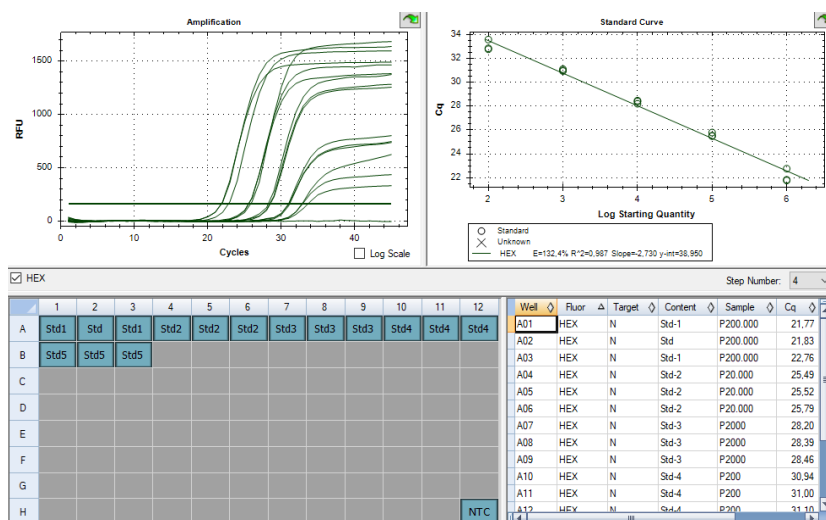 Amplification
1500
1000
500
0
RFU
0 10 20 30 40
Cycles
Log Scale
Standard Curve
34
32
30
28
26
24
22
Cq
2 3 4 5 6
Log Starting Quantity
Standard
Unknown
HEX E=132,4% R^2=0,987 Slope=-2,730 y-int=38,950
HEX
Step Number: 4
1 2 3 4 5 6 7 8 9 10 11 12
A Std1 Std Std1 Std2 Std2 Std2 Std3 Std3 Std3 Std4 Std4 Std4
B Std5 Std5 Std5
C
D
E
F
G
H NTC
Well Fluor Target Content Sample Cq
A01 HEX N Std-1 P200.000 21,77
A02 HEX N Std P200.000 21,83
A03 HEX N Std-1 P200.000 22,76
A04 HEX N Std-2 P20.000 25,49
A05 HEX N Std-2 P20.000 25,52
A06 HEX N Std-2 P20.000 25,79
A07 HEX N Std-3 P2000 28,20
A08 HEX N Std-3 P2000 28,39
A09 HEX N Std-3 P2000 28,46
A10 HEX N Std-4 P200 30,94
A11 HEX N Std-4 P200 31,00
A12 HEX N Std-4 P200 31,10